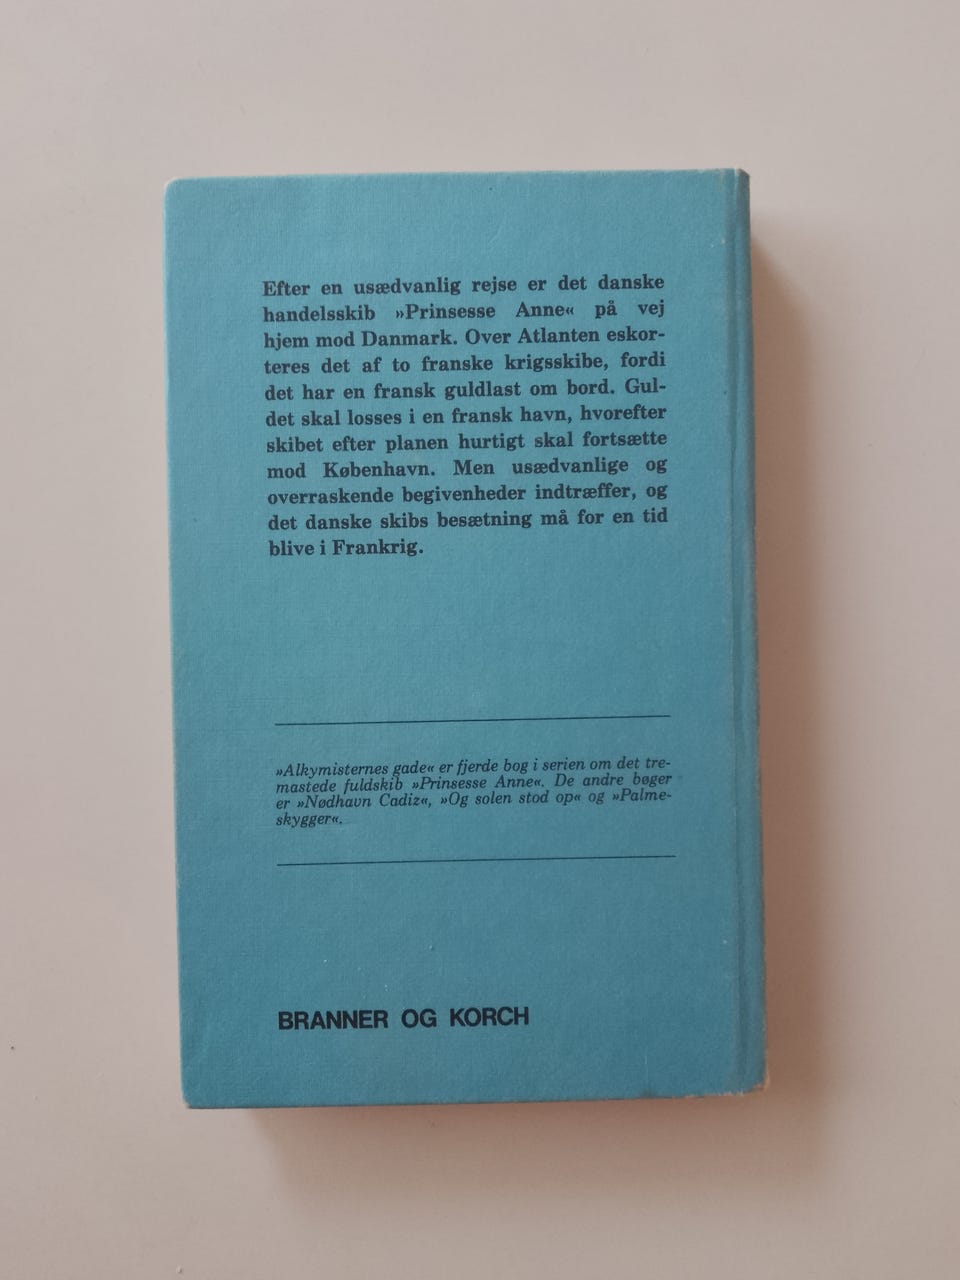 Efter en usædvanlig rejse er det danske
handelsskib »Prinsesse Anne« på vej
hjem mod Danmark. Over Atlanten eskor-
teres det af to franske krigsskibe, fordi
det har en fransk guldlast om bord. Gul-
det skal losses i en fransk havn, hvorefter
skibet efter planen hurtigt skal fortsætte
mod København. Men usædvanlige og
overraskende begivenheder indtræffer, og
det danske skibs besætning må for en tid
blive i Frankrig.
»Alkymisternes gade« er fjerde bog i serien om det tre-
mastede fuldskib »Prinsesse Anne«. De andre bøger
er »Nødhavn Cadiz«, »Og solen stod op« og »Palme-
skygger«.
BRANNER OG KORCH